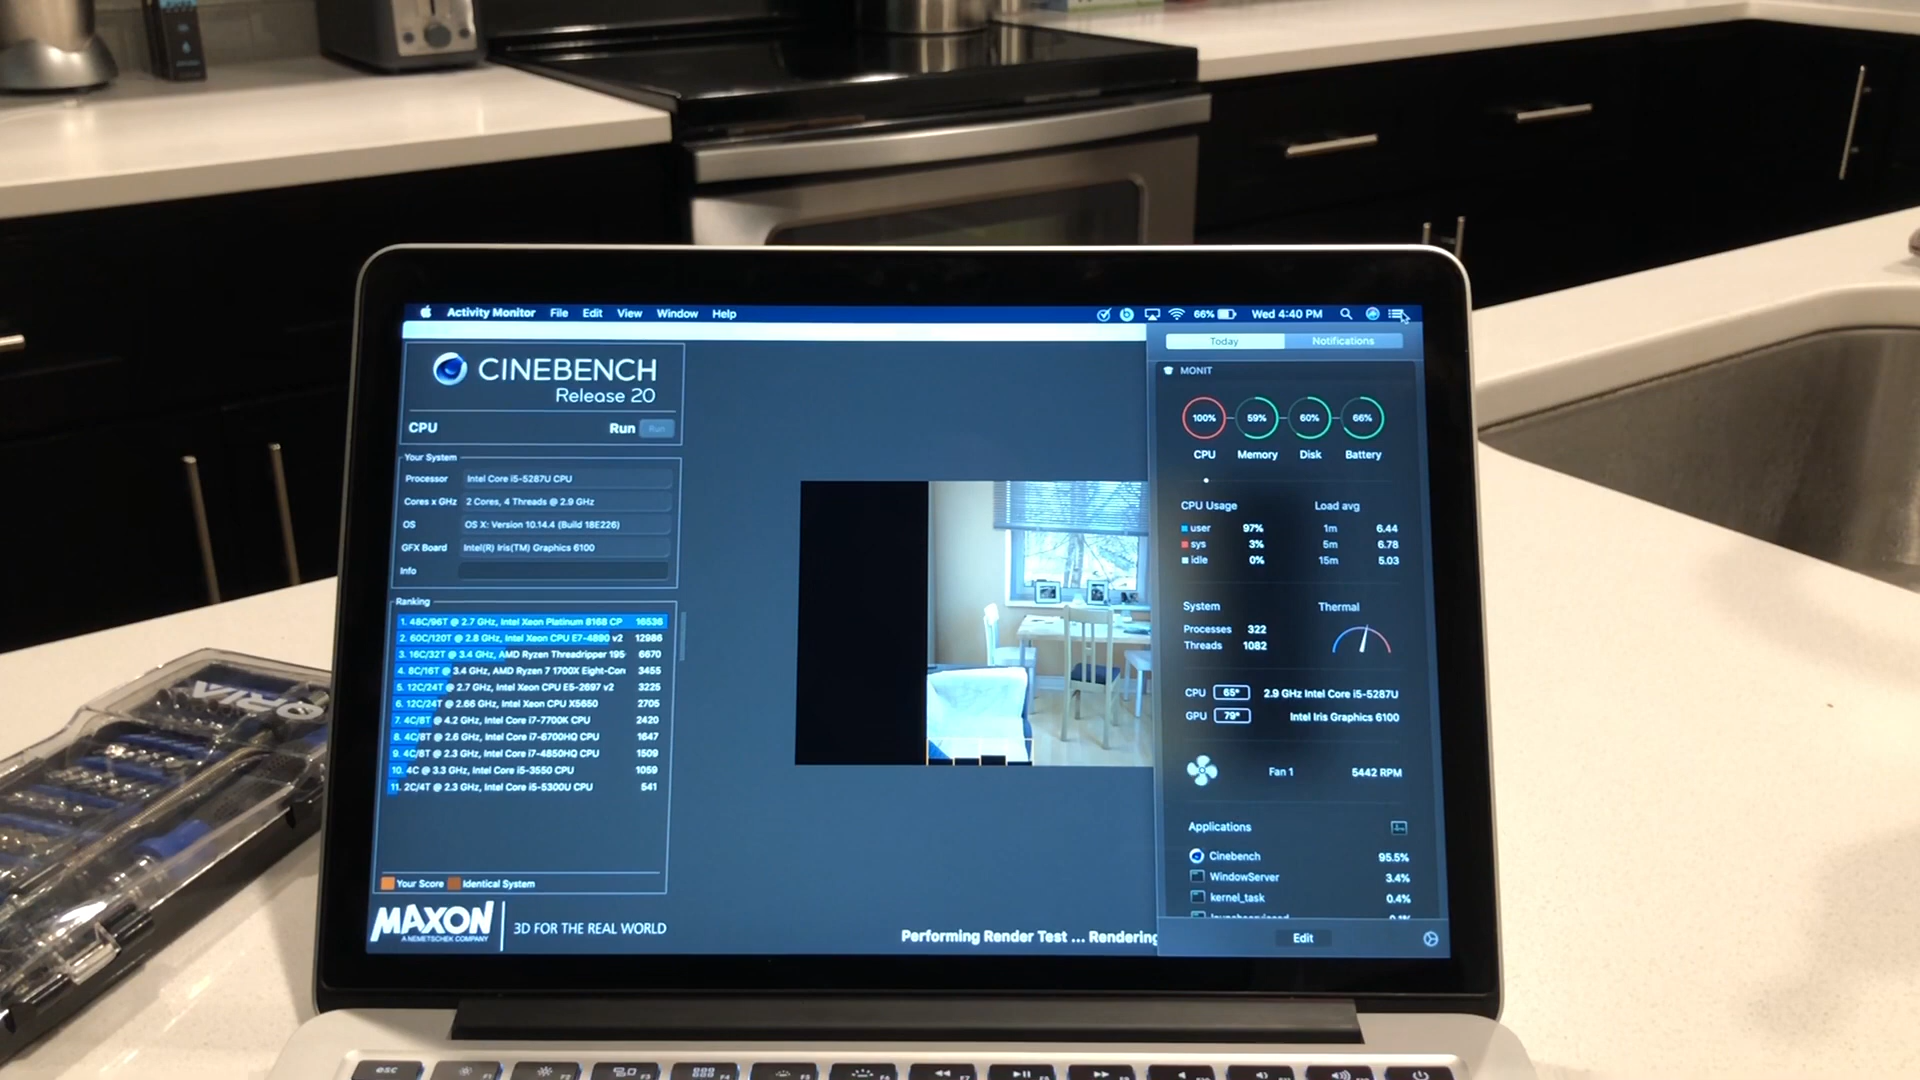 Activity Monitor File Edit View Window Help
66% Wed 4:40 PM
CINEBENCH
Release 20
CPU Run Run
Your System
Processor Intel Core i5-5287U CPU
Cores x GHz 2 Cores, 4 Threads @ 2.9 GHz
OS OS X: Version 10.14.4 (Build 18E226)
GFX Board Intel(R) Iris(TM) Graphics 6100
Info
Ranking
1. 48C/96T @ 2.7 GHz, Intel Xeon Platinum 8168 CP 16536
2. 60C/120T @ 2.8 GHz, Intel Xeon CPU E7-4890 v2 12986
3. 16C/32T @ 3.4 GHz, AMD Ryzen Threadripper 195 6670
4. 8C/16T @ 3.4 GHz, AMD Ryzen 7 1700X Eight-Cor 3455
5. 12C/24T @ 2.7 GHz, Intel Xeon CPU E5-2697 v2 3225
6. 12C/24T @ 2.66 GHz, Intel Xeon CPU X5650 2705
7. 4C/8T @ 4.2 GHz, Intel Core i7-7700K CPU 2420
8. 4C/8T @ 2.6 GHz, Intel Core i7-6700HQ CPU 1647
9. 4C/8T @ 2.3 GHz, Intel Core i7-4850HQ CPU 1509
10. 4C @ 3.3 GHz, Intel Core i5-3550 CPU 1059
11. 2C/4T @ 2.3 GHz, Intel Core i5-5300U CPU 541
Your Score Identical System
MAXON
A NEMETSCHEK COMPANY
3D FOR THE REAL WORLD
Performing Render Test ... Rendering
Today Notifications
MONIT
100% 59% 60% 66%
CPU Memory Disk Battery
CPU Usage Load avg
user 97% 1m 6.44
sys 3% 5m 6.78
idle 0% 15m 5.03
System Thermal
Processes 322
Threads 1082
CPU 65° 2.9 GHz Intel Core i5-5287U
GPU 79° Intel Iris Graphics 6100
Fan 1 5442 RPM
Applications
Cinebench 95.5%
WindowServer 3.4%
kernel_task 0.4%
Edit
ORIA
esc F1 F2 F3 F4 F5 F6 F7